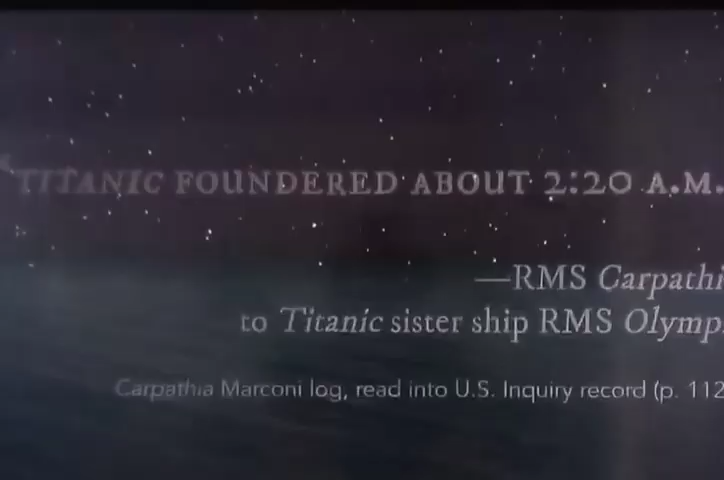 “TITANIC FOUNDERED ABOUT 2:20 A.M.
—RMS Carpathi
to Titanic sister ship RMS Olymp
Carpathia Marconi log, read into U.S. Inquiry record (p. 112